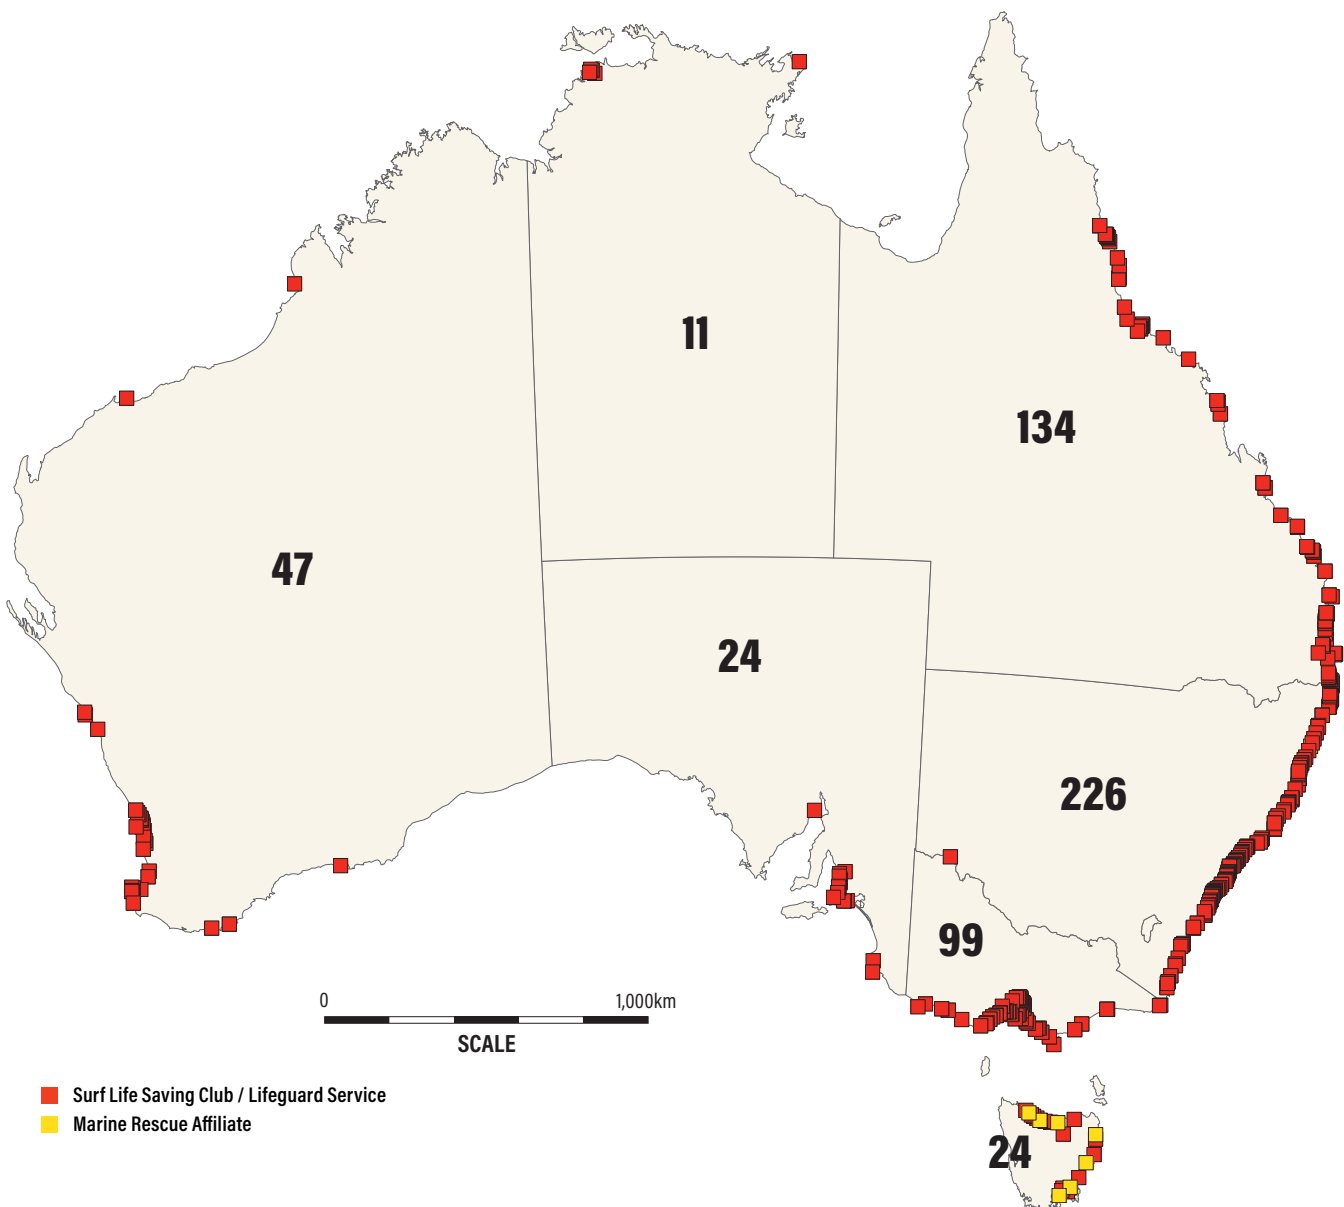 11
134
47
24
226
99
0 1,000km
SCALE
Surf Life Saving Club / Lifeguard Service
Marine Rescue Affiliate
24